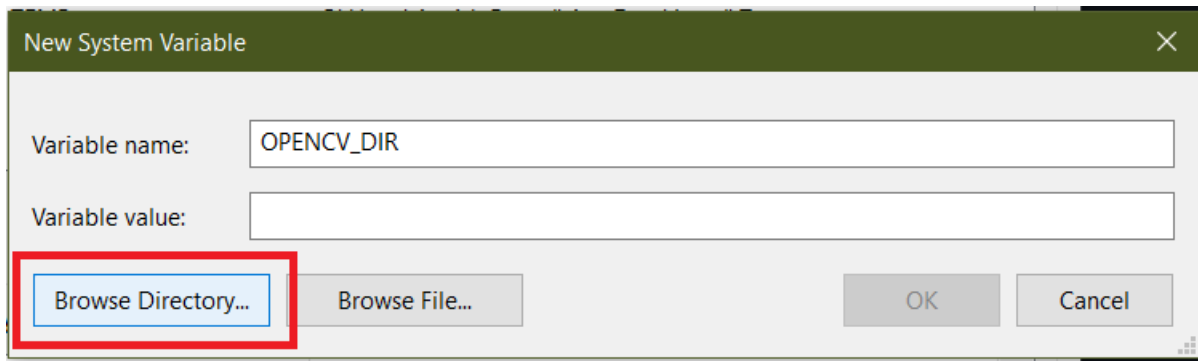 New System Variable
Variable name:
OPENCV_DIR
Variable value:
Browse Directory...
Browse File...
OK
Cancel